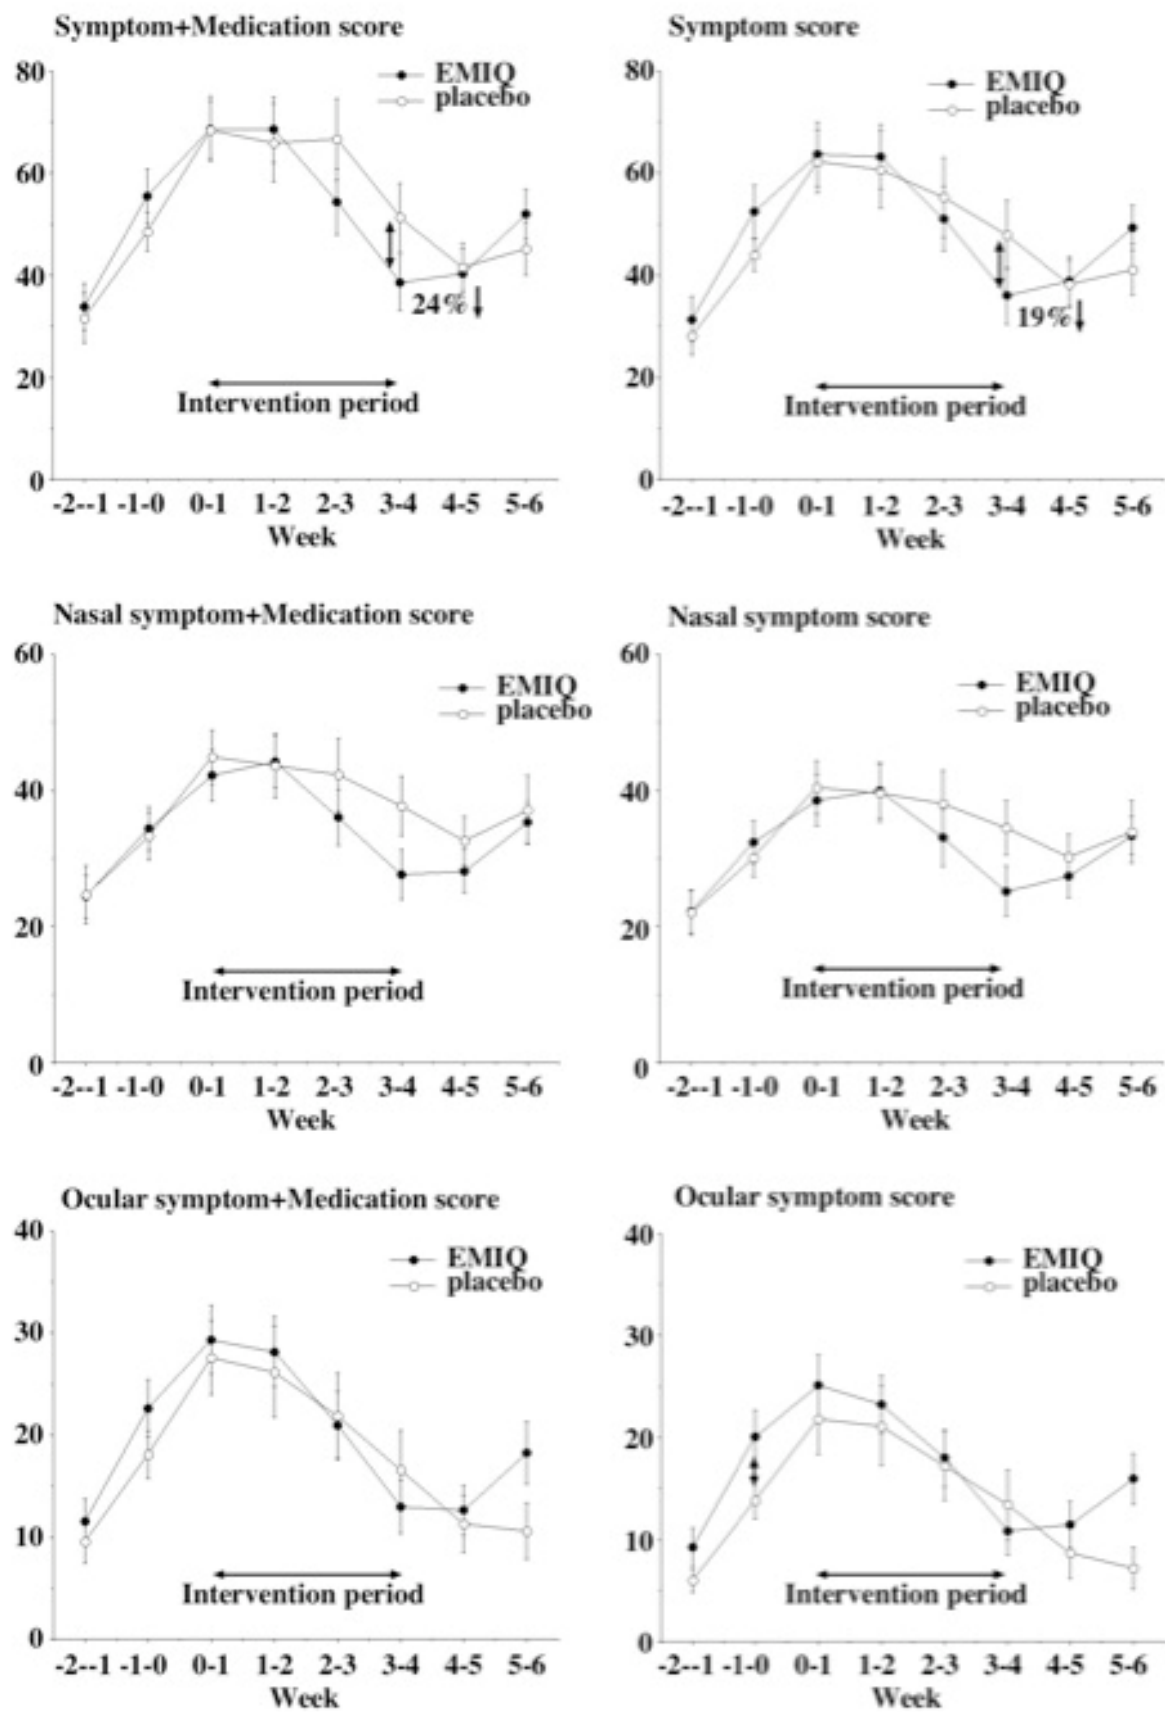 Symptom+Medication score
EMIQ
placebo
80
60
40
20
0
24%
Intervention period
-2--1 -1-0 0-1 1-2 2-3 3-4 4-5 5-6
Week
Symptom score
EMIQ
placebo
80
60
40
20
0
19%
Intervention period
-2--1 -1-0 0-1 1-2 2-3 3-4 4-5 5-6
Week
Nasal symptom+Medication score
EMIQ
placebo
60
40
20
0
Intervention period
-2--1 -1-0 0-1 1-2 2-3 3-4 4-5 5-6
Week
Nasal symptom score
EMIQ
placebo
60
40
20
0
Intervention period
-2--1 -1-0 0-1 1-2 2-3 3-4 4-5 5-6
Week
Ocular symptom+Medication score
EMIQ
placebo
40
30
20
10
0
Intervention period
-2--1 -1-0 0-1 1-2 2-3 3-4 4-5 5-6
Week
Ocular symptom score
EMIQ
placebo
40
30
20
10
0
Intervention period
-2--1 -1-0 0-1 1-2 2-3 3-4 4-5 5-6
Week